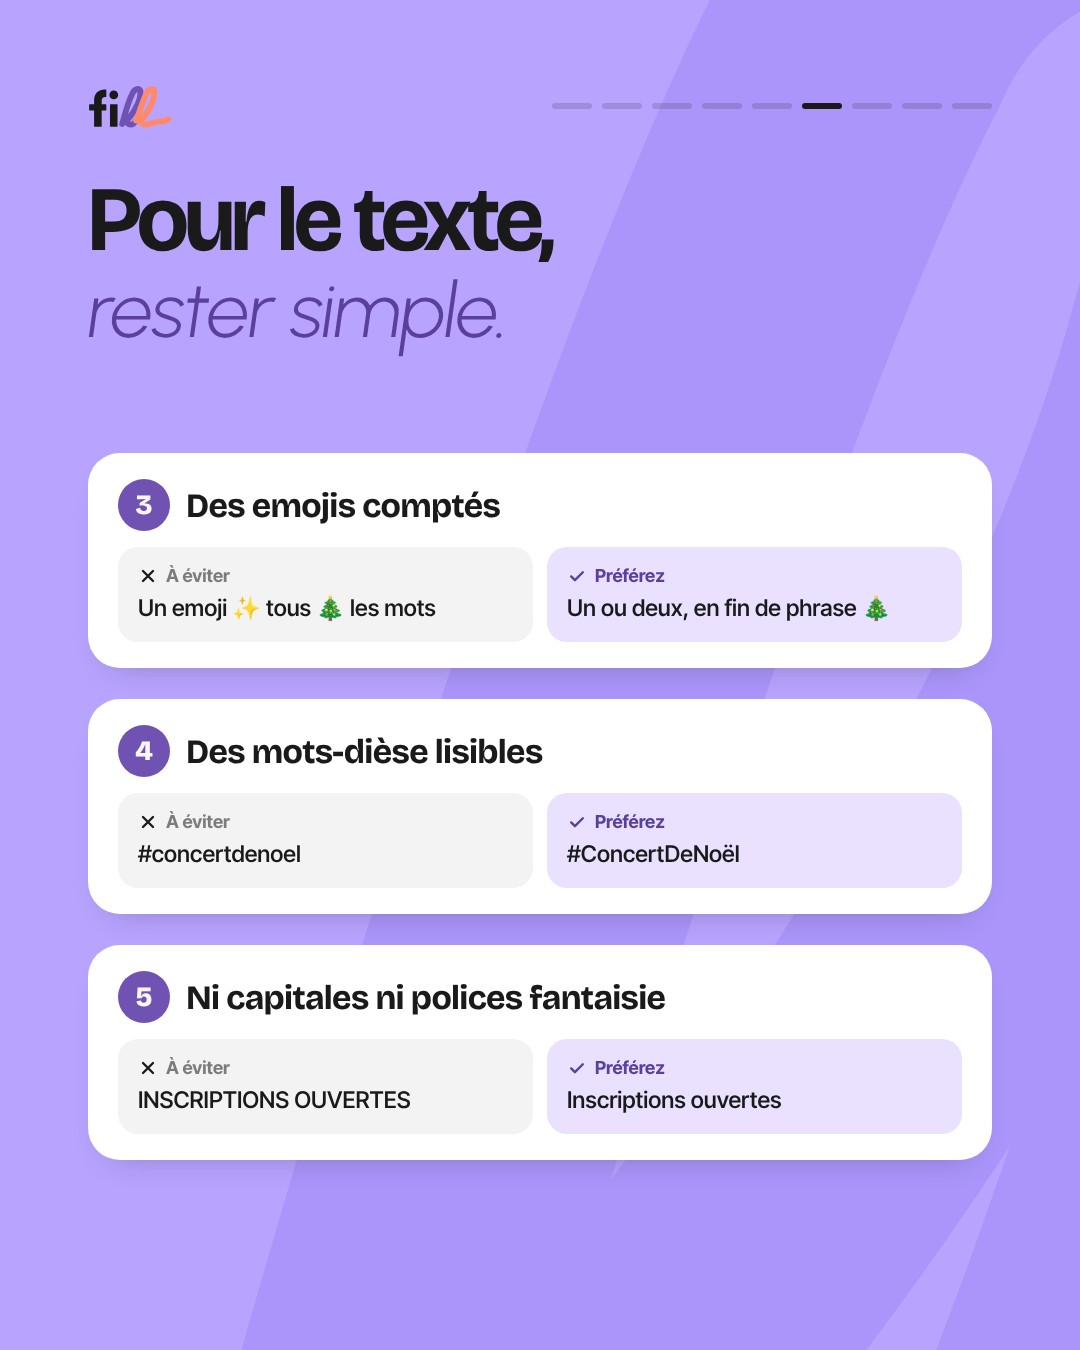 fill
Pour le texte,
rester simple.
3 Des emojis comptés
À éviter
Un emoji ✨ tous 🎄 les mots
Préférez
Un ou deux, en fin de phrase 🎄
4 Des mots-dièse lisibles
À éviter
#concertdenoel
Préférez
#ConcertDeNoël
5 Ni capitales ni polices fantaisie
À éviter
INSCRIPTIONS OUVERTES
Préférez
Inscriptions ouvertes